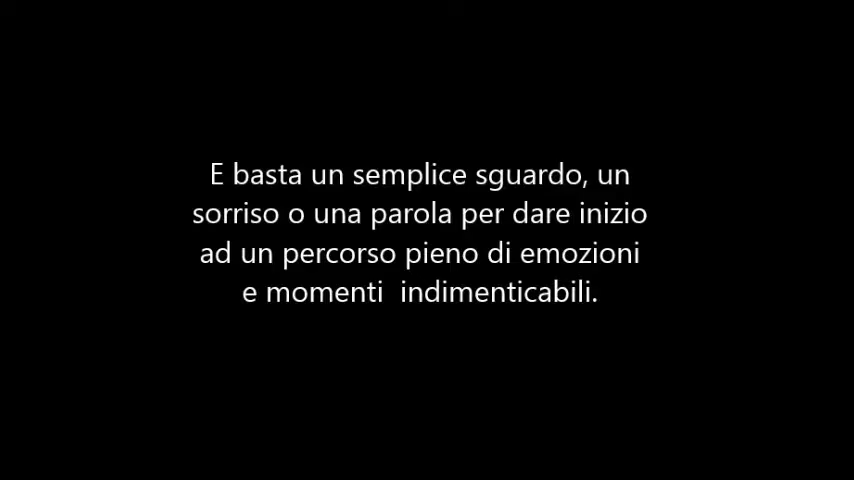 E basta un semplice sguardo, un
sorriso o una parola per dare inizio
ad un percorso pieno di emozioni
e momenti  indimenticabili.